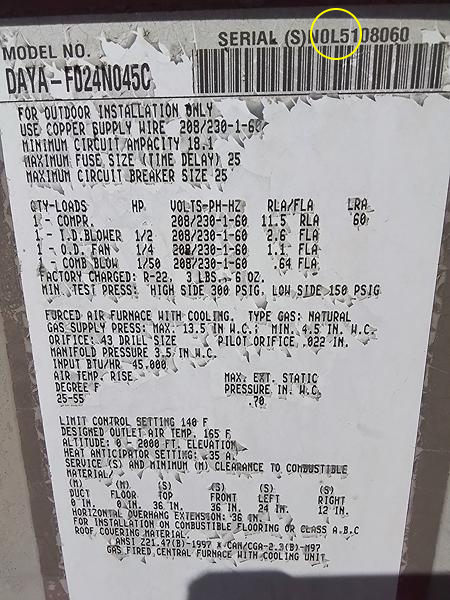 SERIAL (S)NOL5108060
MODEL NO.
DAYA-F024N045C
FOR OUTDOOR INSTALLATION ONLY
USE COPPER SUPPLY WIRE 208/230-1-60
MINIMUM CIRCUIT AMPACITY 18.1
MAXIMUM FUSE SIZE (TIME DELAY) 25
MAXIMUM CIRCUIT BREAKER SIZE 25
QTY-LOADS HP VOLTS-PH-HZ RLA/FLA LRA
1 - COMPR. 208/230-1-60 11.5 RLA 60
1 - I.D.BLOWER 1/2 208/230-1-60 2.6 FLA
1 - O.D. FAN 1/4 208/230-1-60 1.1 FLA
1 - COMB BLOW 1/50 208/230-1-60 .64 FLA
FACTORY CHARGED: R-22, 3 LBS.- 6 OZ.
MIN. TEST PRESS: HIGH SIDE 300 PSIG. LOW SIDE 150 PSIG
FORCED AIR FURNACE WITH COOLING. TYPE GAS: NATURAL
GAS SUPPLY PRESS: MAX: 13.5 IN W.C.; MIN. 4.5 IN W.C.
ORIFICE: 43 DRILL SIZE PILOT ORIFICE .022 IN.
MANIFOLD PRESSURE 3.5 IN W.C.
INPUT BTU/HR 45,000
AIR TEMP. RISE MAX. EXT. STATIC
DEGREE F PRESSURE IN. W.C.
25-55 .70
LIMIT CONTROL SETTING 140 F
DESIGNED OUTLET AIR TEMP. 165 F
ALTITUDE: 0 - 2000 FT. ELEVATION
HEAT ANTICIPATOR SETTING: .35 A.
SERVICE (S) AND MINIMUM (M) CLEARANCE TO COMBUSTIBLE
MATERIAL:
(M) (M) (S) (S) (S) (S)
DUCT FLOOR TOP FRONT LEFT RIGHT
0 IN. 0 IN. 36 IN. 36 IN. 24 IN. 12 IN.
HORIZONTAL OVERHANG EXTENSION: 36 IN.
FOR INSTALLATION ON COMBUSTIBLE FLOORING OR CLASS A,B,C
ROOF COVERING MATERIAL.
ANSI Z21.47(B)-1997 * CAN/CGA-2.3(B)-M97
GAS FIRED CENTRAL FURNACE WITH COOLING UNIT